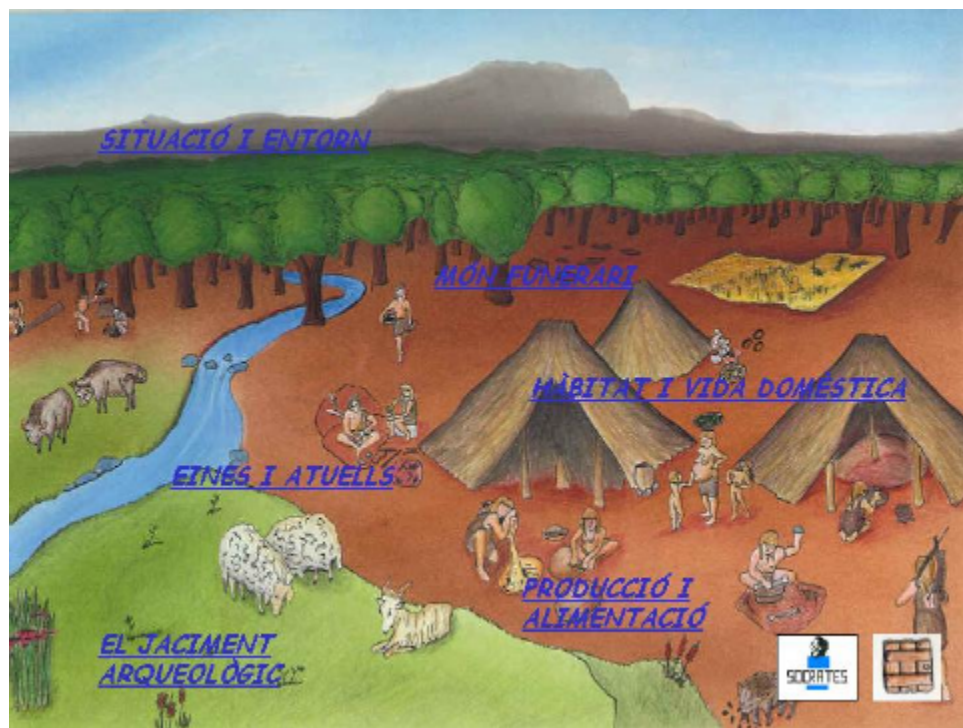 SITUACIÓ I ENTORN
MÓN FUNERARI
HÀBITAT I VIDA DOMÈSTICA
EINES I ATUELLS
PRODUCCIÓ I
ALIMENTACIÓ
EL JACIMENT
ARQUEOLÒGIC
SOCRATES